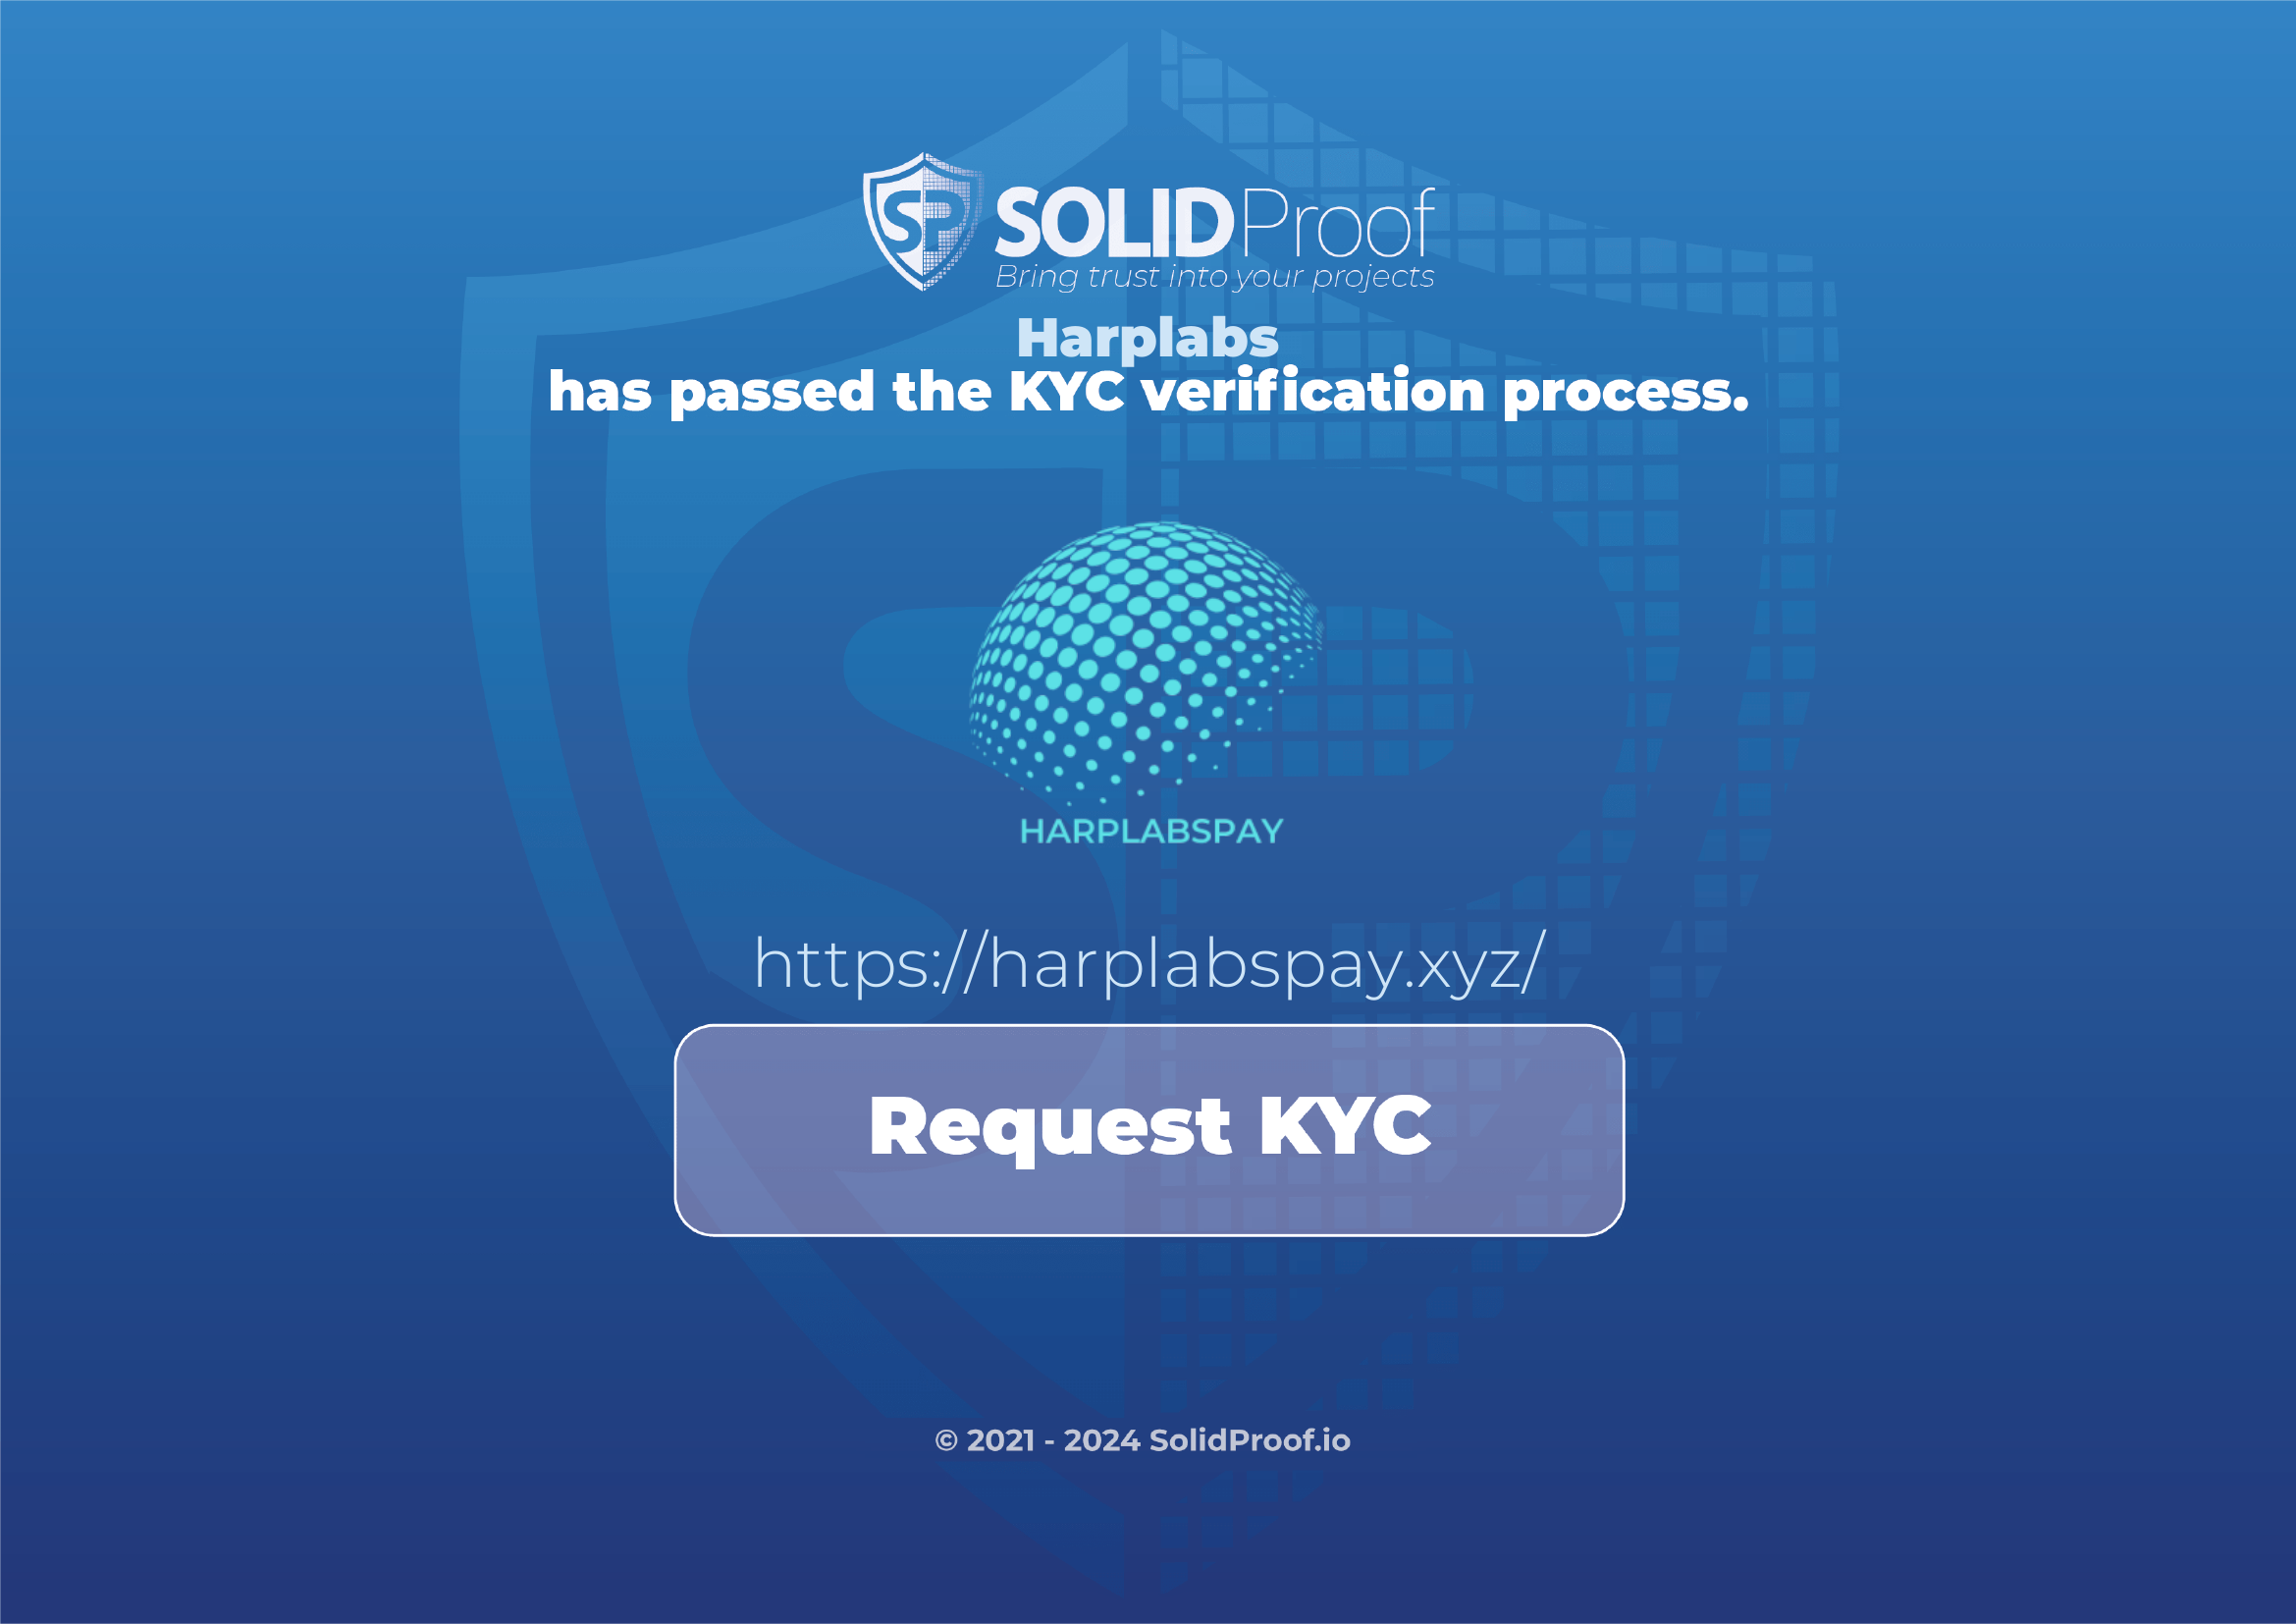 SP SOLIDProof
Bring trust into your projects
Harplabs
has passed the KYC verification process.
HARPLABSPAY
https://harplabspay.xyz/
Request KYC
© 2021 - 2024 SolidProof.io